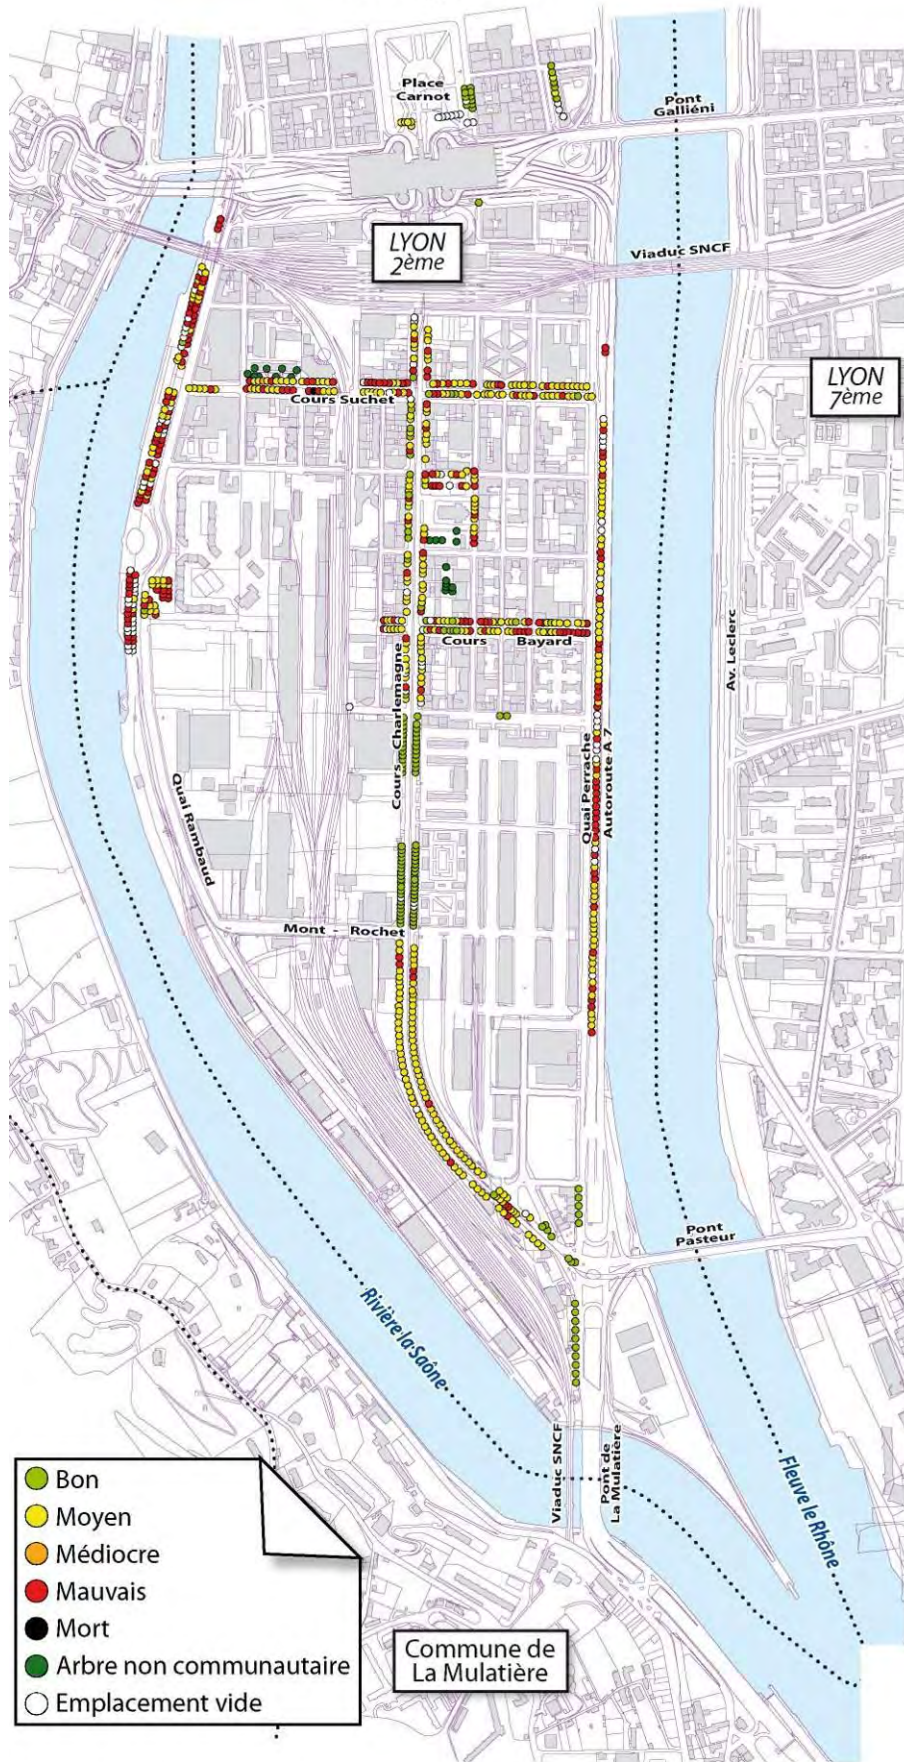 Place
Carnot
Pont
Galliéni
LYON
2ème
Viaduc SNCF
LYON
7ème
Cours Suchet
Cours Bayard
Av. Leclerc
Cours - Charlemagne
Quai Perrache
Autoroute A 7
Quai Rambaud
Mont - Rochet
Pont
Pasteur
Rivière la Saône
Viaduc SNCF
Pont de
La Mulatière
Fleuve le Rhône
Bon
Moyen
Médiocre
Mauvais
Mort
Arbre non communautaire
Emplacement vide
Commune de
La Mulatière